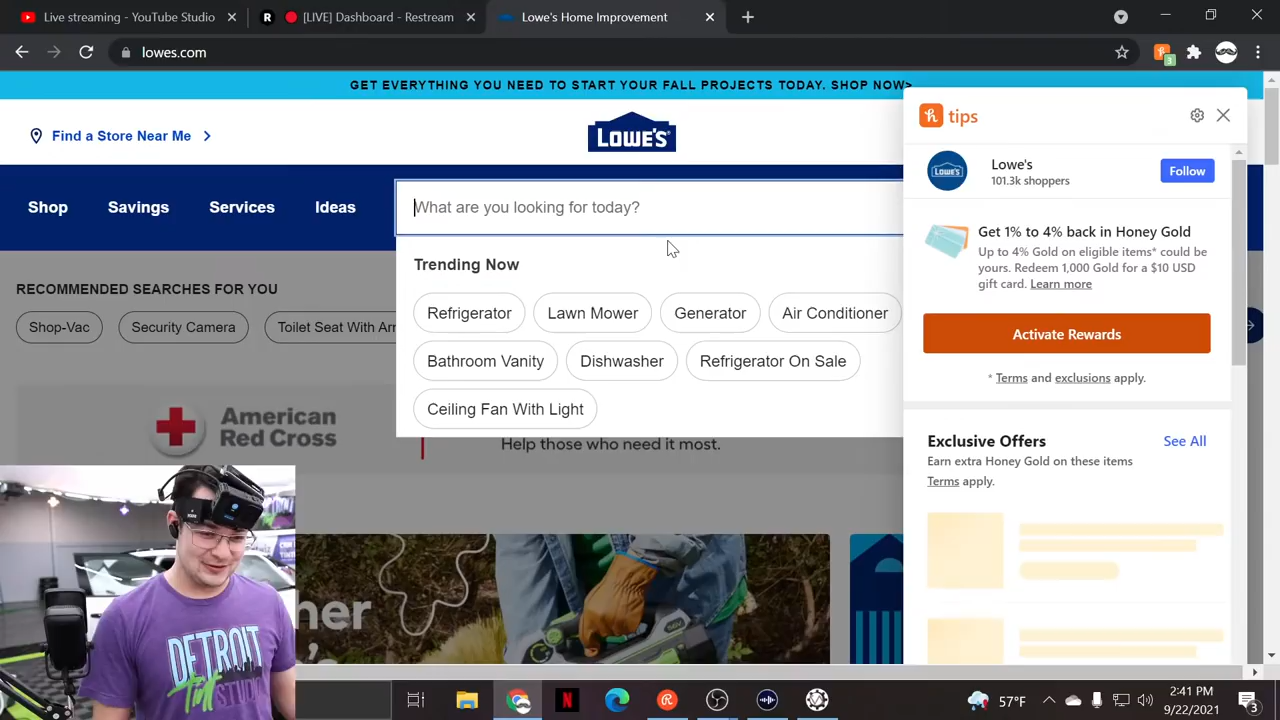 Live streaming - YouTube Studio
[LIVE] Dashboard - Restream
Lowe's Home Improvement
lowes.com
3
GET EVERYTHING YOU NEED TO START YOUR FALL PROJECTS TODAY. SHOP NOW>
Find a Store Near Me
LOWE'S
Shop
Savings
Services
Ideas
What are you looking for today?
Trending Now
Refrigerator
Lawn Mower
Generator
Air Conditioner
Bathroom Vanity
Dishwasher
Refrigerator On Sale
Ceiling Fan With Light
RECOMMENDED SEARCHES FOR YOU
Shop-Vac
Security Camera
Toilet Seat With Arr
American
Red Cross
Help those who need it most.
tips
Lowe's
101.3k shoppers
Follow
Get 1% to 4% back in Honey Gold
Up to 4% Gold on eligible items* could be
yours. Redeem 1,000 Gold for a $10 USD
gift card. Learn more
Activate Rewards
* Terms and exclusions apply.
Exclusive Offers
See All
Earn extra Honey Gold on these items
Terms apply.
DETROIT
TINT
STUDIO
57°F
2:41 PM
9/22/2021
3